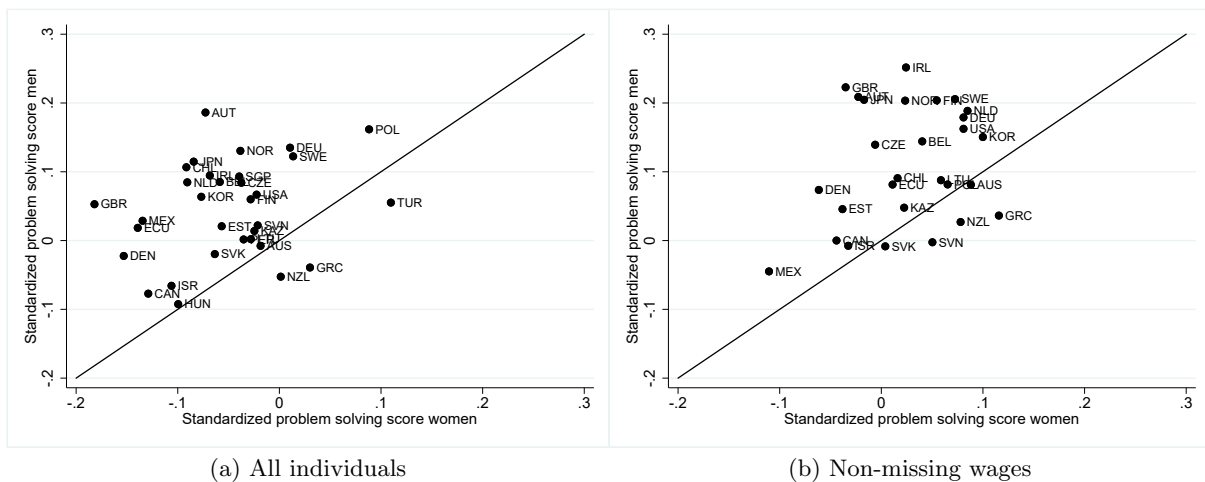 Standardized problem solving score men
.3
.2
.1
0
-.1
-.2
AUT
POL
NOR
DEU
SWE
JPN
CHL
IRL
SGP
NLD
BEL
CZE
KOR
USA
FIN
TUR
GBR
MEX
ECU
EST
SVN
KAZ
AUS
DEN
SVK
GRC
NZL
ISR
CAN
HUN
-.2 -.1 0 .1 .2 .3
Standardized problem solving score women
(a) All individuals
Standardized problem solving score men
.3
.2
.1
0
-.1
-.2
IRL
GBR
AUT
JPN
NOR
FIN
SWE
NLD
DEU
USA
KOR
CZE
BEL
CHL
ECU
LTU
AUS
DEN
EST
KAZ
GRC
NZL
CAN
ISR
SVK
SVN
MEX
-.2 -.1 0 .1 .2 .3
Standardized problem solving score women
(b) Non-missing wages